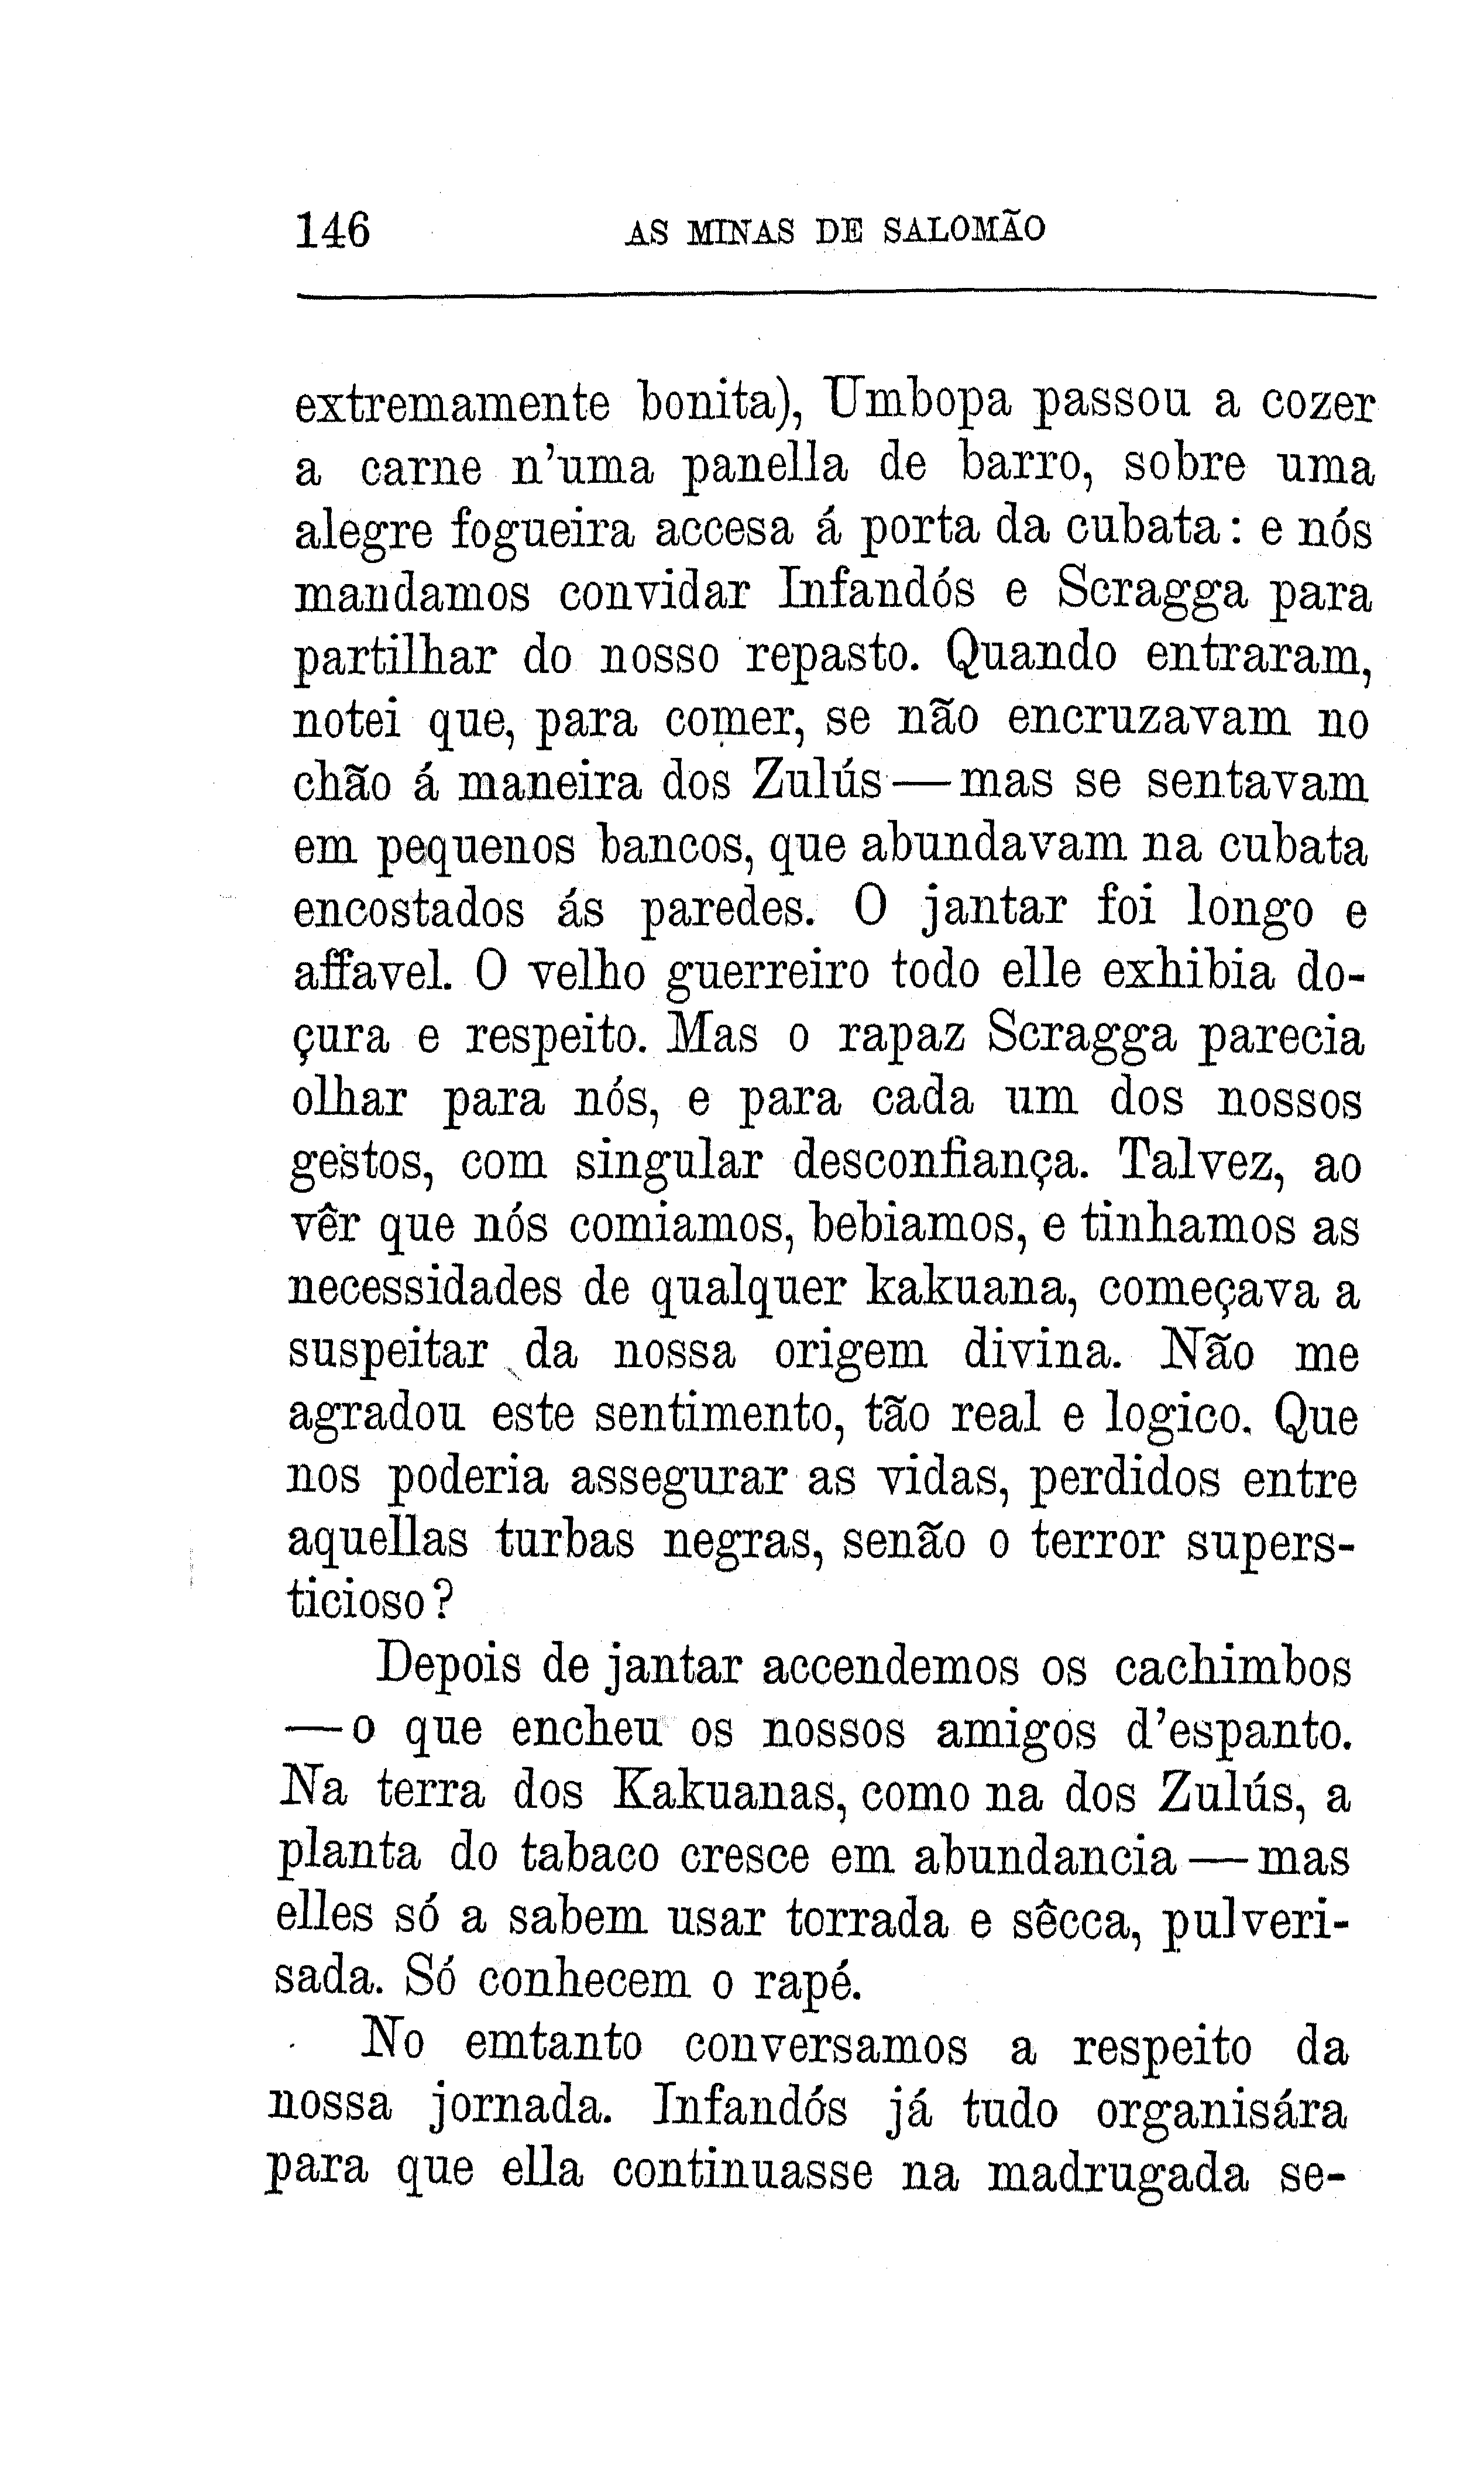 146 AS MINAS DE SALOMÃO
extremamente bonita), Umbopa passou a cozer
a carne n'uma panella de barro, sobre uma
alegre fogueira accesa á porta da cubata: e nós
mandamos convidar Infandós e Scragga para
partilhar do nosso repasto. Quando entraram,
notei que, para comer, se não encruzavam no
chão á maneira dos Zulús—mas se sentavam
em pequenos bancos, que abundavam na cubata
encostados ás paredes. O jantar foi longo e
affavel. O velho guerreiro todo elle exhibia do-
çura e respeito. Mas o rapaz Scragga parecia
olhar para nós, e para cada um dos nossos
gestos, com singular desconfiança. Talvez, ao
vêr que nós comiamos, bebiamos, e tinhamos as
necessidades de qualquer kakuana, começava a
suspeitar da nossa origem divina. Não me
agradou este sentimento, tão real e logico. Que
nos poderia assegurar as vidas, perdidos entre
aquellas turbas negras, senão o terror supers-
ticioso?
Depois de jantar accendemos os cachimbos
—o que encheu os nossos amigos d'espanto.
Na terra dos Kakuanas, como na dos Zulús, a
planta do tabaco cresce em abundancia—mas
elles só a sabem usar torrada e sêcca, pulveri-
sada. Só conhecem o rapé.
No emtanto conversamos a respeito da
nossa jornada. Infandós já tudo organisára
para que ella continuasse na madrugada se-